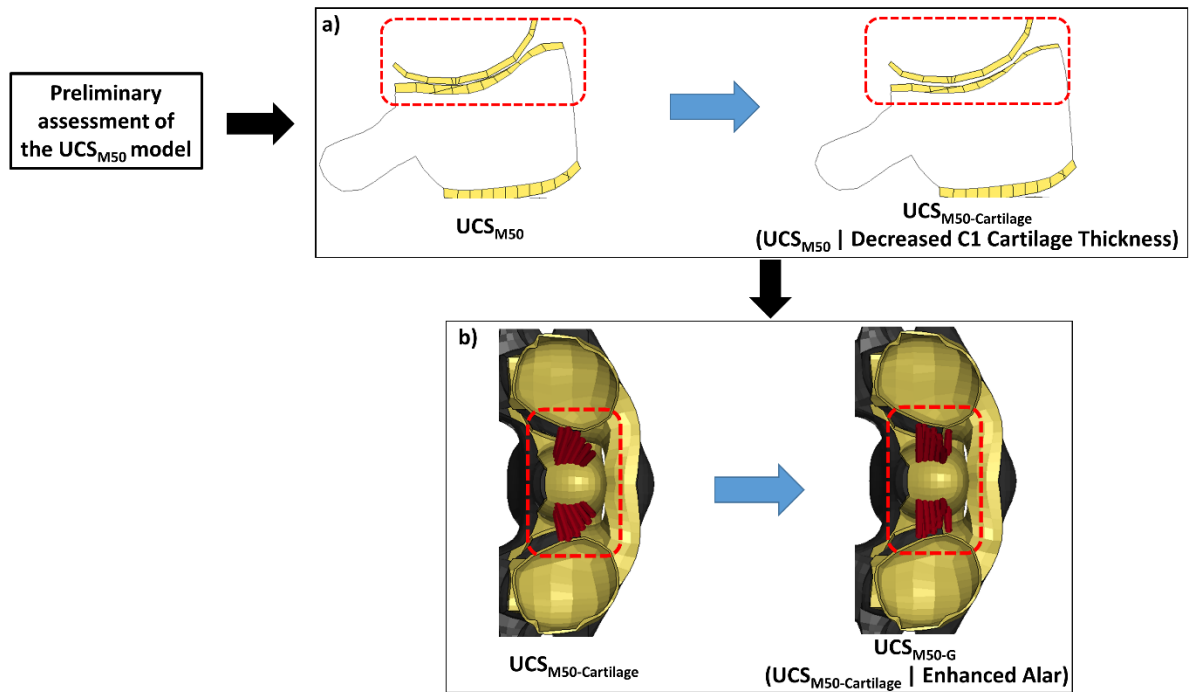 a)
Preliminary
assessment of
the UCSM50 model
UCSM50
UCSM50-Cartilage
(UCSM50 | Decreased C1 Cartilage Thickness)
b)
UCSM50-Cartilage
UCSM50-G
(UCSM50-Cartilage | Enhanced Alar)